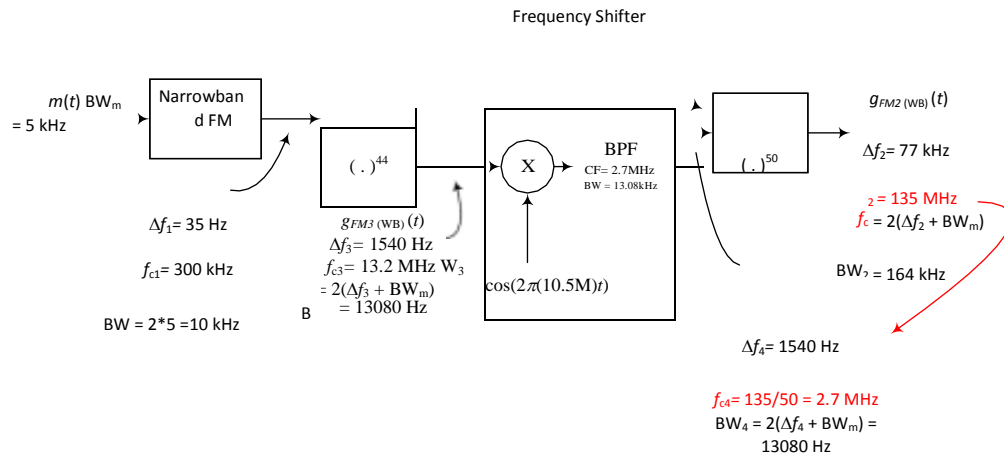 Frequency Shifter
m(t) BWm
= 5 kHz
Narrowban
d FM
( . )44
X
BPF
CF= 2.7MHz
BW = 13.08kHz
cos(2π(10.5M)t)
( . )50
gFM2 (WB) (t)
Δf2 = 77 kHz
2 = 135 MHz
fc = 2(Δf2 + BWm)
BW2 = 164 kHz
Δf1 = 35 Hz
fc1 = 300 kHz
BW = 2*5 =10 kHz
gFM3 (WB) (t)
Δf3 = 1540 Hz
fc3 = 13.2 MHz W3
= 2(Δf3 + BWm)
B = 13080 Hz
Δf4 = 1540 Hz
fc4= 135/50 = 2.7 MHz
BW4 = 2(Δf4 + BWm) =
13080 Hz